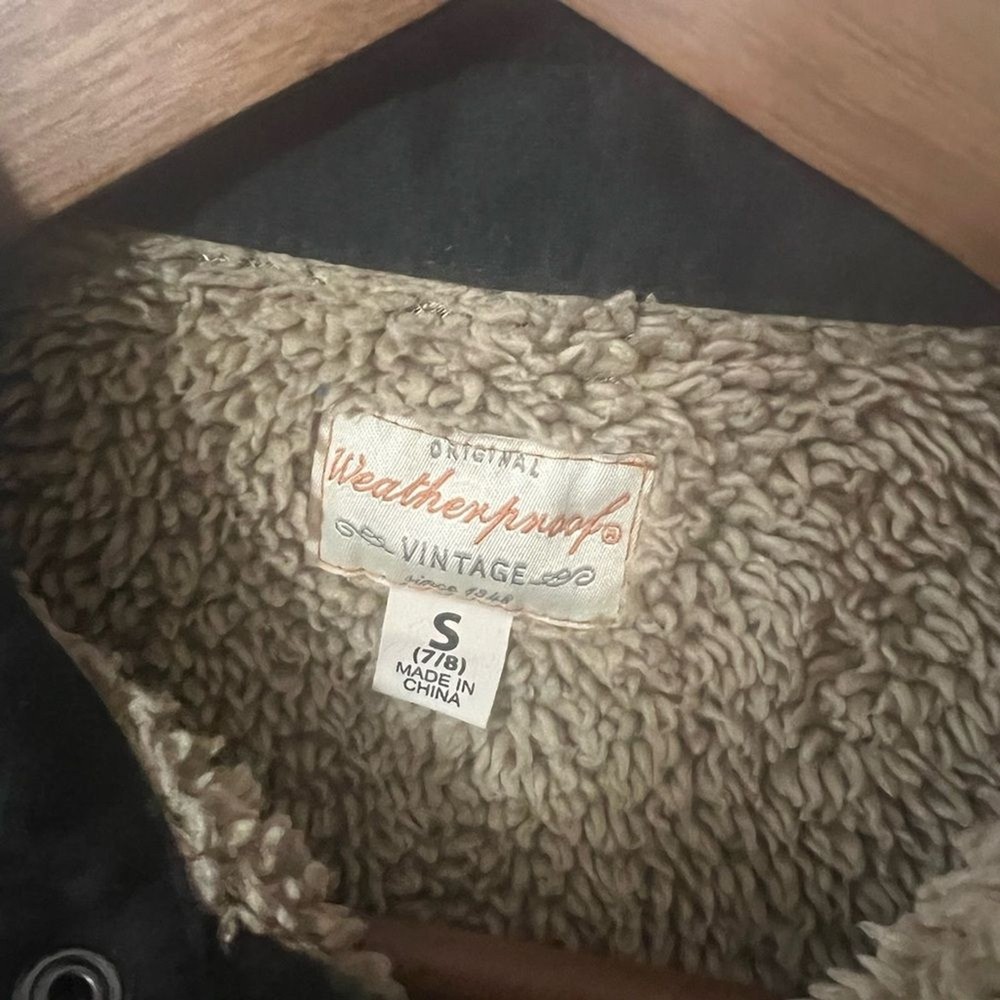 ORIGINAL
Weatherproof®
VINTAGE
since 1948
S
(7/8)
MADE IN
CHINA